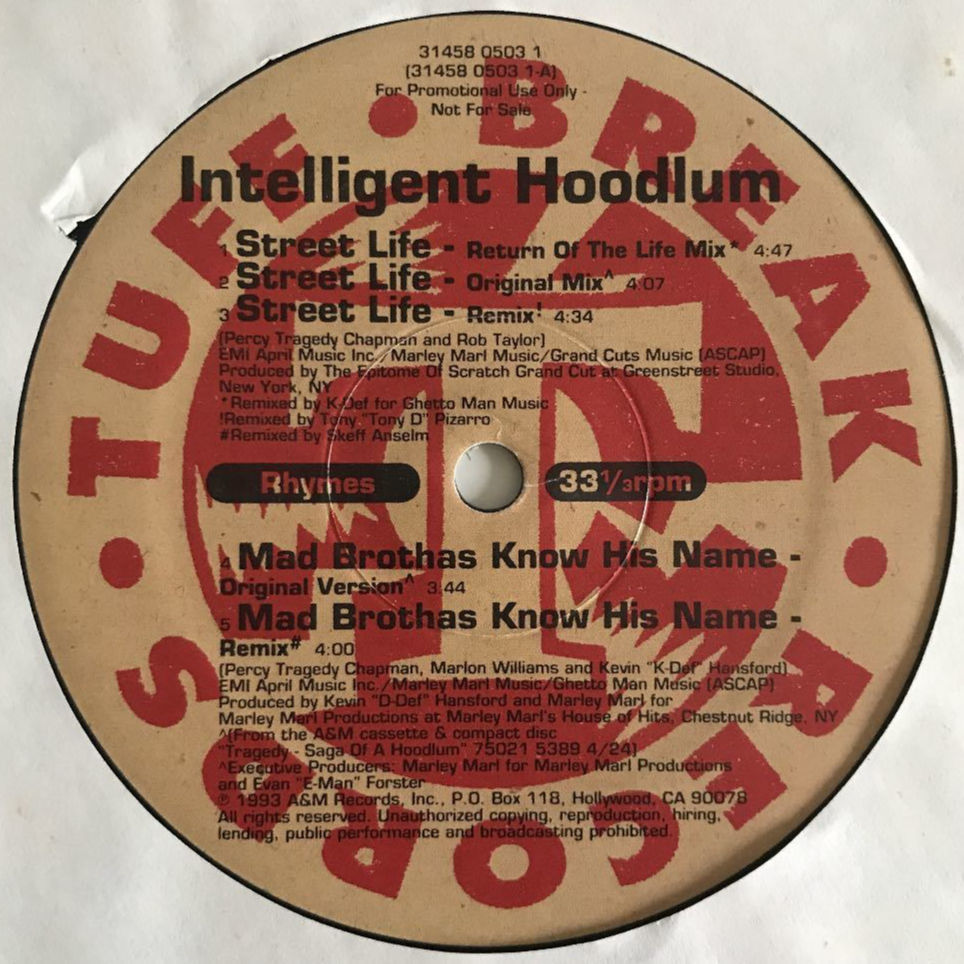 31458 0503 1
(31458 0503 1-A)
For Promotional Use Only -
Not For Sale
Intelligent Hoodlum
1 Street Life - Return Of The Life Mix* 4:47
2 Street Life - Original Mix^ 4:07
3 Street Life - Remix! 4:34
(Percy Tragedy Chapman and Rob Taylor)
EMI April Music Inc./Marley Marl Music/Grand Cuts Music (ASCAP)
Produced by The Epitome Of Scratch Grand Cut at Greenstreet Studio,
New York, NY
*Remixed by K-Def for Ghetto Man Music
!Remixed by Tony "Tony D" Pizarro
#Remixed by Skeff Anselm
Rhymes 33⅓rpm
4 Mad Brothas Know His Name -
Original Version^ 3:44
5 Mad Brothas Know His Name -
Remix# 4:00
(Percy Tragedy Chapman, Marlon Williams and Kevin "K-Def" Hansford)
EMI April Music Inc./Marley Marl Music/Ghetto Man Music (ASCAP)
Produced by Kevin "D-Def" Hansford and Marley Marl for
Marley Marl Productions at Marley Marl's House of Hits, Chestnut Ridge, NY
^(From the A&M cassette & compact disc
"Tragedy - Saga Of A Hoodlum" 75021 5389 4/24)
^Executive Producers: Marley Marl for Marley Marl Productions
and Evan "E-Man" Forster
℗ 1993 A&M Records, Inc., P.O. Box 118, Hollywood, CA 90078
All rights reserved. Unauthorized copying, reproduction, hiring,
lending, public performance and broadcasting prohibited.
STUFF • BREAK • RECORDS •
T